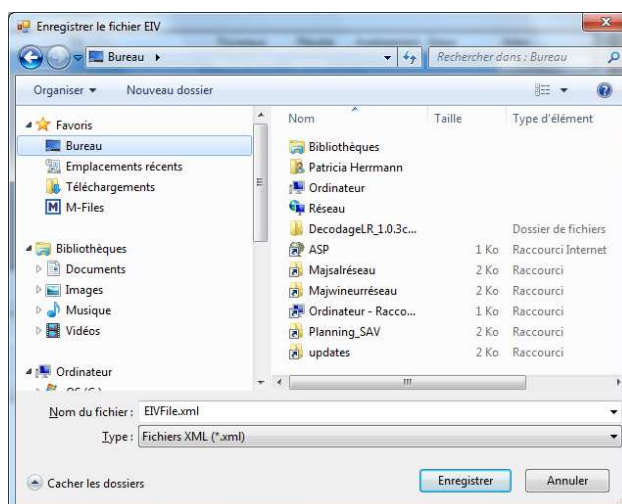 Enregistrer le fichier EIV
Bureau
Rechercher dans : Bureau
Organiser
Nouveau dossier
Favoris
Bureau
Emplacements récents
Téléchargements
M M-Files
Bibliothèques
Documents
Images
Musique
Vidéos
Ordinateur
Nom Taille Type d'élément
Bibliothèques
Patricia Herrmann
Ordinateur
Réseau
DecodageLR_1.0.3c... Dossier de fichiers
ASP 1 Ko Raccourci Internet
Majsalréseau 2 Ko Raccourci
Majwineurréseau 2 Ko Raccourci
Ordinateur - Racco... 1 Ko Raccourci
Planning_SAV 2 Ko Raccourci
updates 2 Ko Raccourci
Nom du fichier : EIVFile.xml
Type : Fichiers XML (*.xml)
Cacher les dossiers
Enregistrer
Annuler